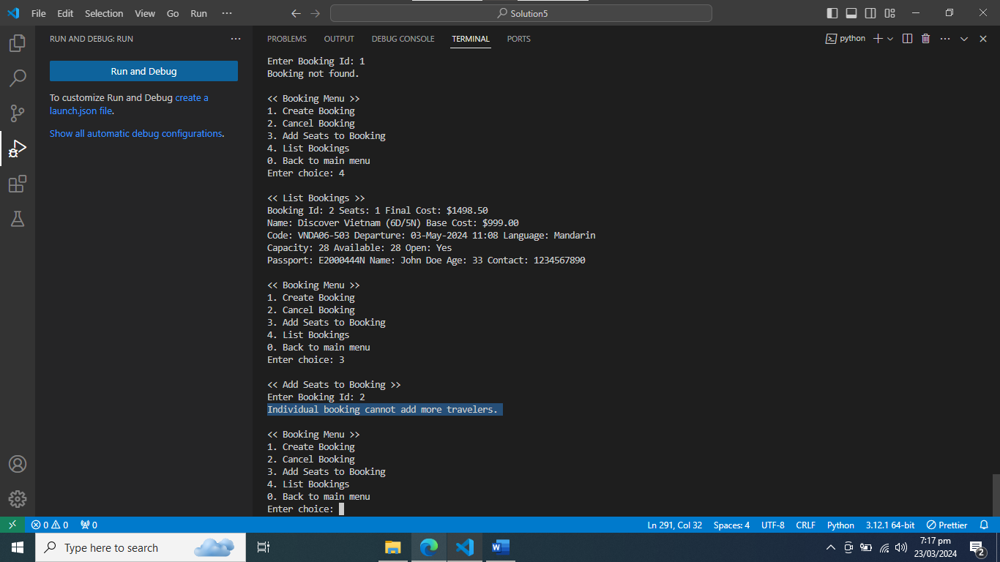 File Edit Selection View Go Run ···
Solution5
RUN AND DEBUG: RUN ···
Run and Debug
To customize Run and Debug create a
launch.json file.
Show all automatic debug configurations.
PROBLEMS OUTPUT DEBUG CONSOLE TERMINAL PORTS
python
Enter Booking Id: 1
Booking not found.
<< Booking Menu >>
1. Create Booking
2. Cancel Booking
3. Add Seats to Booking
4. List Bookings
0. Back to main menu
Enter choice: 4
<< List Bookings >>
Booking Id: 2 Seats: 1 Final Cost: $1498.50
Name: Discover Vietnam (6D/5N) Base Cost: $999.00
Code: VNDA06-503 Departure: 03-May-2024 11:08 Language: Mandarin
Capacity: 28 Available: 28 Open: Yes
Passport: E2000444N Name: John Doe Age: 33 Contact: 1234567890
<< Booking Menu >>
1. Create Booking
2. Cancel Booking
3. Add Seats to Booking
4. List Bookings
0. Back to main menu
Enter choice: 3
<< Add Seats to Booking >>
Enter Booking Id: 2
Individual booking cannot add more travelers.
<< Booking Menu >>
1. Create Booking
2. Cancel Booking
3. Add Seats to Booking
4. List Bookings
0. Back to main menu
Enter choice:
0 0 0
Ln 291, Col 32 Spaces: 4 UTF-8 CRLF Python 3.12.1 64-bit Prettier
Type here to search
7:17 pm
23/03/2024
2